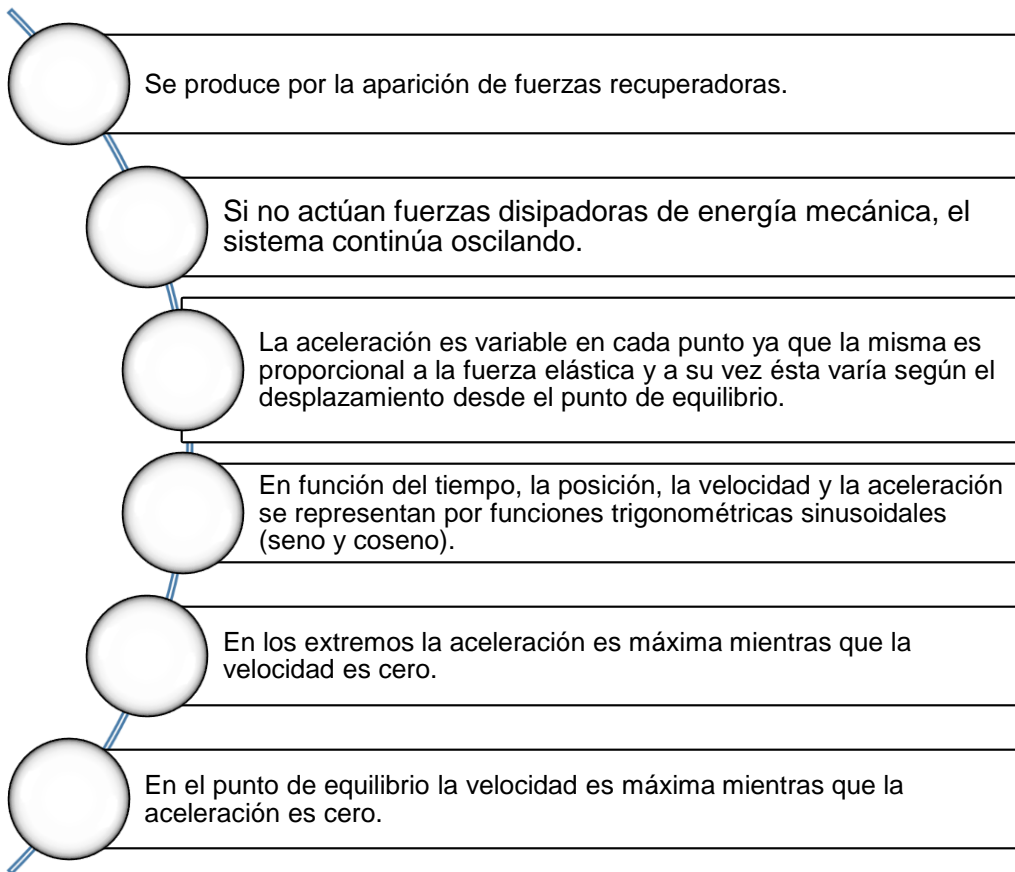 Se produce por la aparición de fuerzas recuperadoras.
Si no actúan fuerzas disipadoras de energía mecánica, el
sistema continúa oscilando.
La aceleración es variable en cada punto ya que la misma es
proporcional a la fuerza elástica y a su vez ésta varía según el
desplazamiento desde el punto de equilibrio.
En función del tiempo, la posición, la velocidad y la aceleración
se representan por funciones trigonométricas sinusoidales
(seno y coseno).
En los extremos la aceleración es máxima mientras que la
velocidad es cero.
En el punto de equilibrio la velocidad es máxima mientras que la
aceleración es cero.